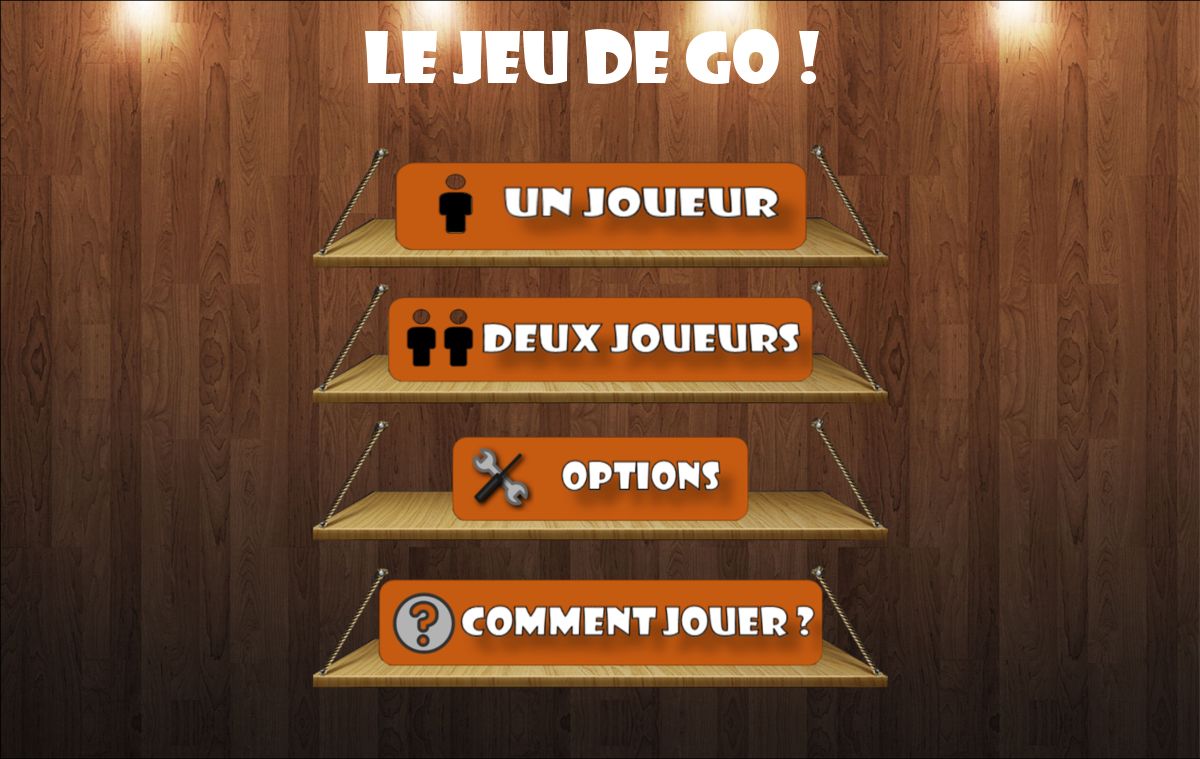 LE JEU DE GO !
UN JOUEUR
DEUX JOUEURS
OPTIONS
COMMENT JOUER ?